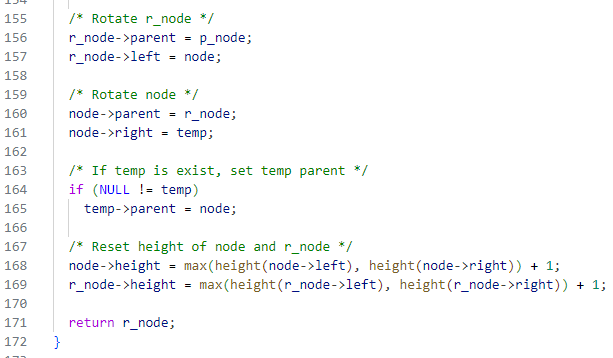 155 /* Rotate r_node */
156 r_node->parent = p_node;
157 r_node->left = node;
158
159 /* Rotate node */
160 node->parent = r_node;
161 node->right = temp;
162
163 /* If temp is exist, set temp parent */
164 if (NULL != temp)
165 temp->parent = node;
166
167 /* Reset height of node and r_node */
168 node->height = max(height(node->left), height(node->right)) + 1;
169 r_node->height = max(height(r_node->left), height(r_node->right)) + 1;
170
171 return r_node;
172 }